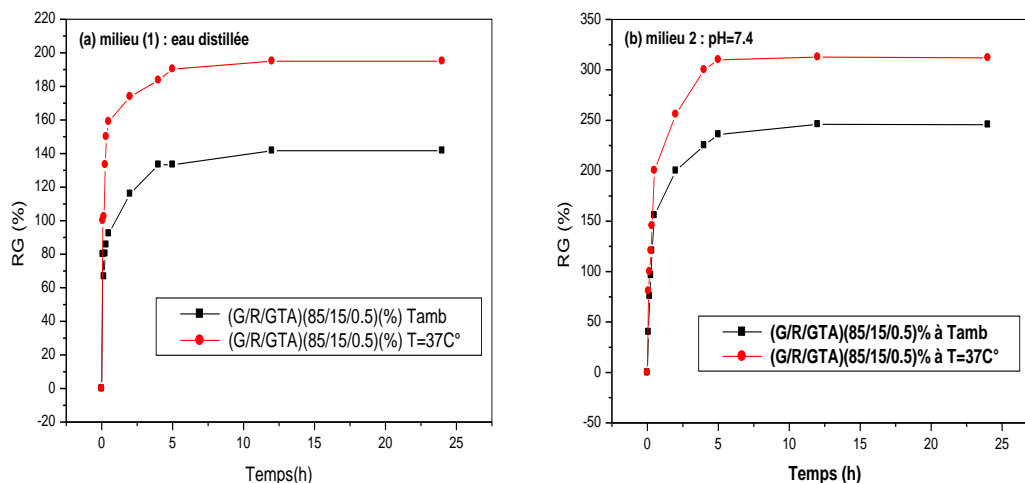 (a) milieu (1) : eau distillée
RG (%)
220
200
180
160
140
120
100
80
60
40
20
0
-20
(G/R/GTA)(85/15/0.5)(%) Tamb
(G/R/GTA)(85/15/0.5)(%) T=37C°
0 5 10 15 20 25
Temps(h)
(b) milieu 2 : pH=7.4
RG (%)
350
300
250
200
150
100
50
0
-50
(G/R/GTA)(85/15/0.5)% à Tamb
(G/R/GTA)(85/15/0.5)% à T=37C°
0 5 10 15 20 25
Temps (h)